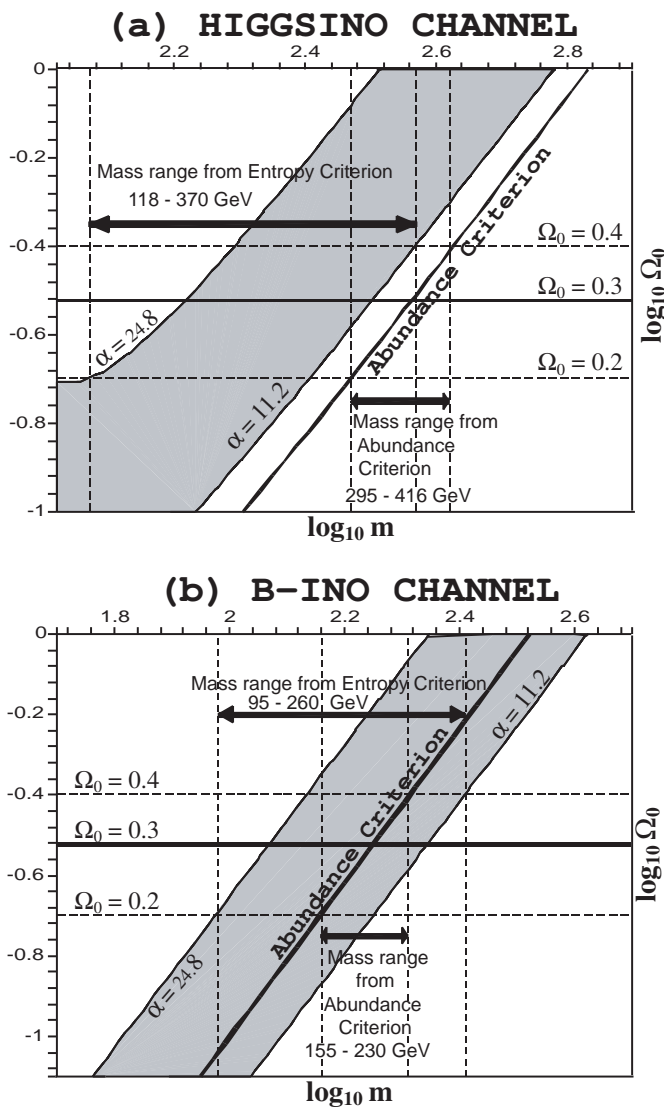 (a) HIGGSINO CHANNEL
2.2 2.4 2.6 2.8
0
-0.2
-0.4
-0.6
-0.8
-1
Mass range from Entropy Criterion
118 - 370 GeV
Abundance Criterion
Ω₀ = 0.4
Ω₀ = 0.3
Ω₀ = 0.2
α = 24.8
α = 11.2
Mass range from
Abundance
Criterion
295 - 416 GeV
log₁₀ Ω₀
log₁₀ m
(b) B-INO CHANNEL
1.8 2 2.2 2.4 2.6
0
-0.2
-0.4
-0.6
-0.8
-1
Mass range from Entropy Criterion
95 - 260 GeV
α = 11.2
Abundance Criterion
Ω₀ = 0.4
Ω₀ = 0.3
Ω₀ = 0.2
α = 24.8
Mass range
from
Abundance
Criterion
155 - 230 GeV
log₁₀ Ω₀
log₁₀ m